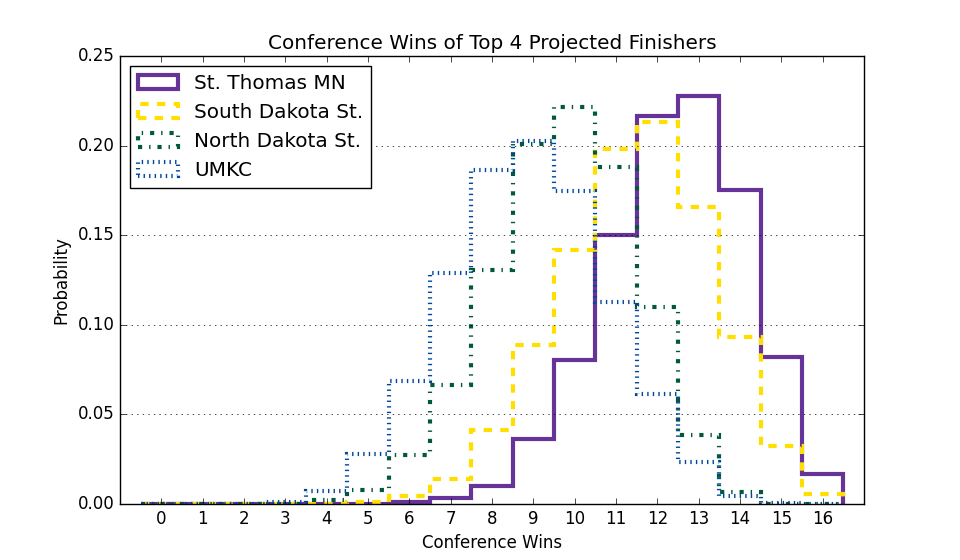 Conference Wins of Top 4 Projected Finishers
0.25
0.20
0.15
0.10
0.05
0.00
Probability
St. Thomas MN
South Dakota St.
North Dakota St.
UMKC
0 1 2 3 4 5 6 7 8 9 10 11 12 13 14 15 16
Conference Wins